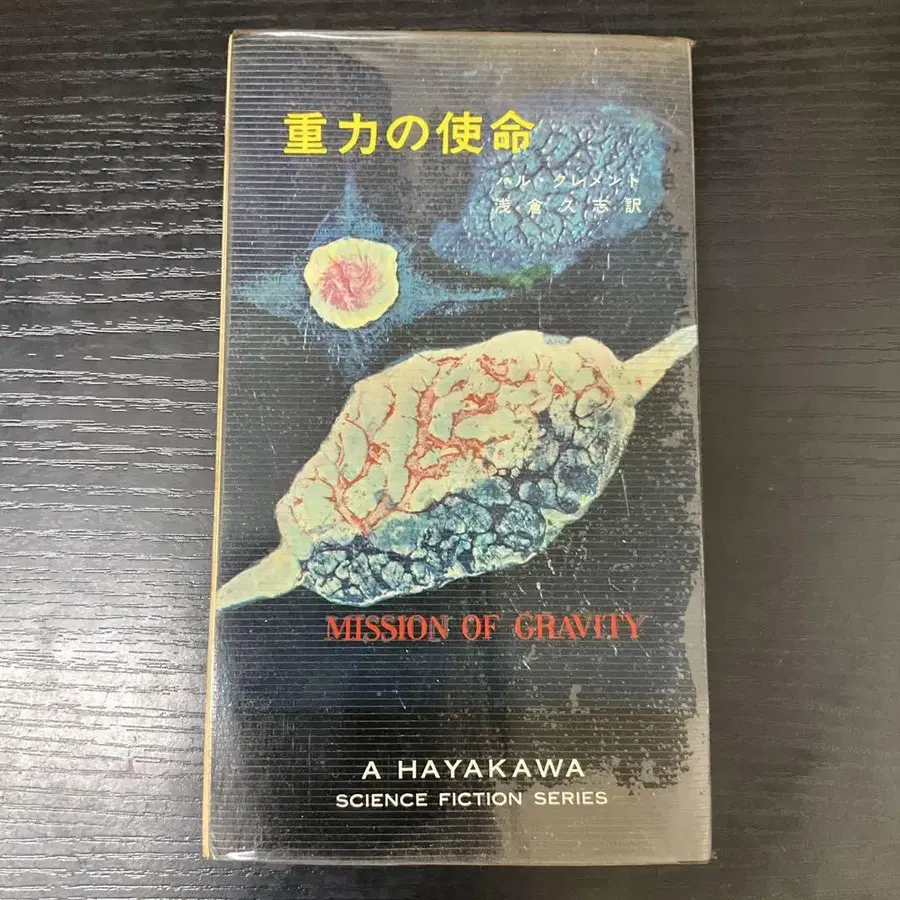 重力の使命
ハル・クレメント
浅倉久志訳
MISSION OF GRAVITY
A HAYAKAWA
SCIENCE FICTION SERIES